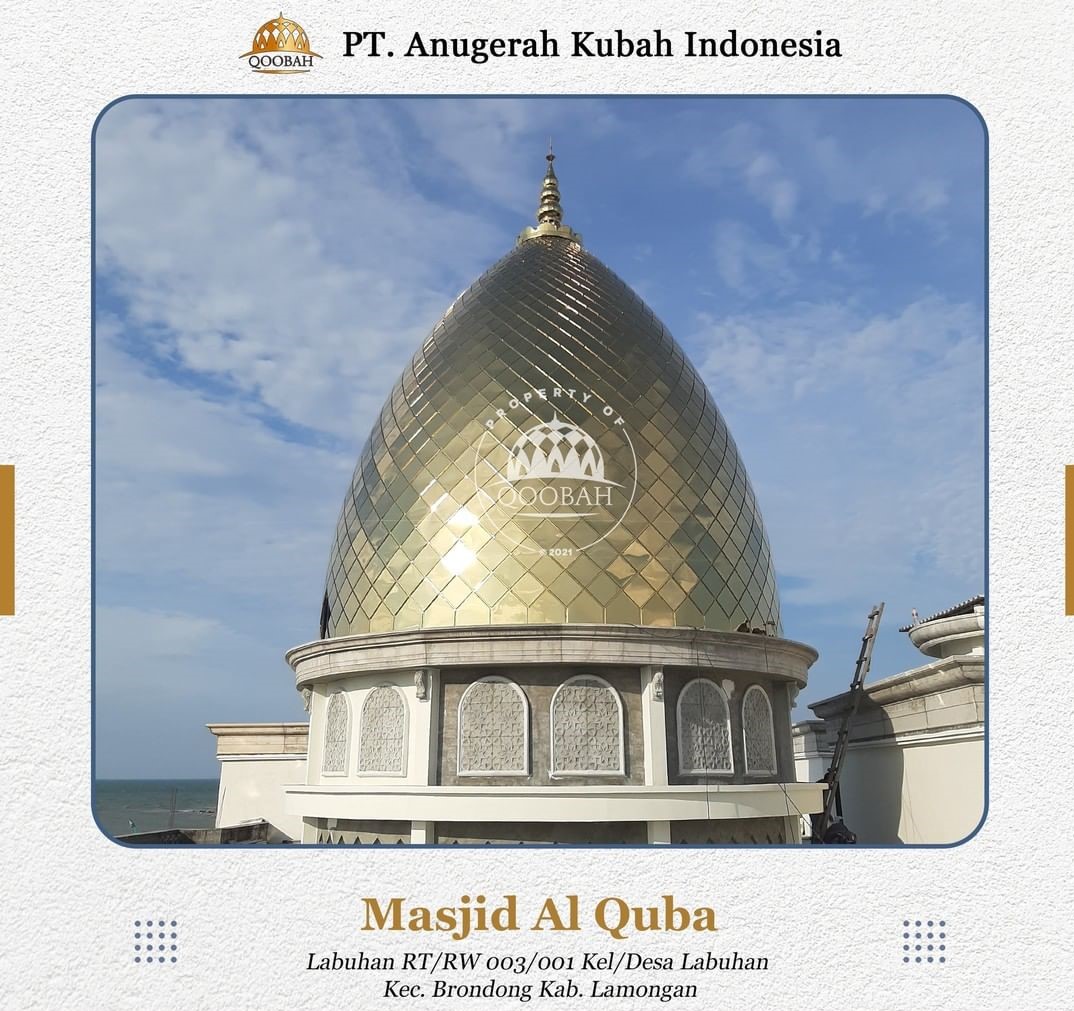 QOOBAH
PT. Anugerah Kubah Indonesia
PROPERTY OF
QOOBAH
© 2021
Masjid Al Quba
Labuhan RT/RW 003/001 Kel/Desa Labuhan
Kec. Brondong Kab. Lamongan